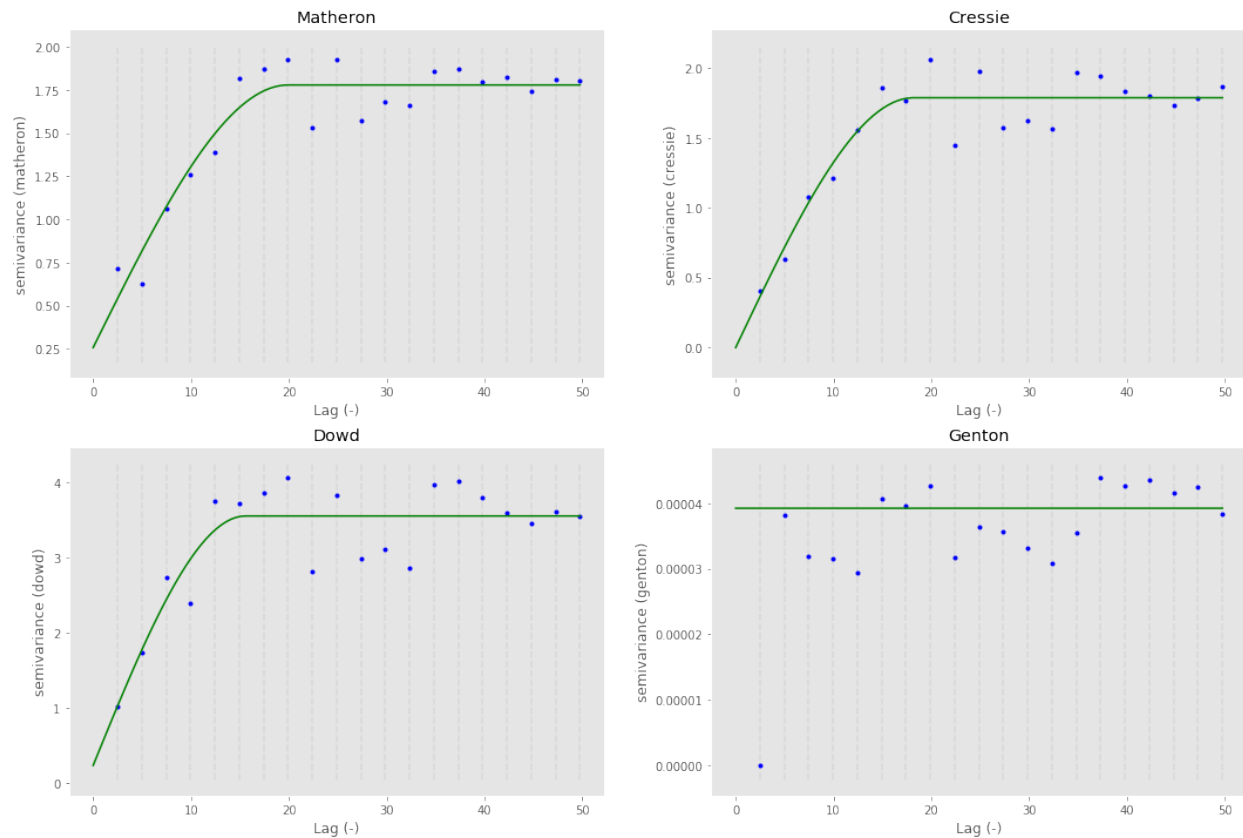 Matheron
semivariance (matheron)
2.00
1.75
1.50
1.25
1.00
0.75
0.50
0.25
0 10 20 30 40 50
Lag (-)
Cressie
semivariance (cressie)
2.0
1.5
1.0
0.5
0.0
0 10 20 30 40 50
Lag (-)
Dowd
semivariance (dowd)
4
3
2
1
0
0 10 20 30 40 50
Lag (-)
Genton
semivariance (genton)
0.00004
0.00003
0.00002
0.00001
0.00000
0 10 20 30 40 50
Lag (-)